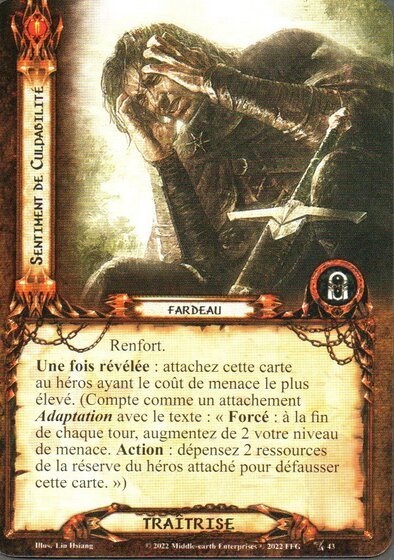 SENTIMENT DE CULPABILITÉ
FARDEAU
Renfort.
Une fois révélée : attachez cette carte
au héros ayant le coût de menace le plus
élevé. (Compte comme un attachement
Adaptation avec le texte : « Forcé : à la fin
de chaque tour, augmentez de 2 votre niveau
de menace. Action : dépensez 2 ressources
de la réserve du héros attaché pour défausser
cette carte. »)
TRAÎTRISE
Illus. Lin Hsiang
© 2022 Middle-earth Enterprises © 2022 FFG
43